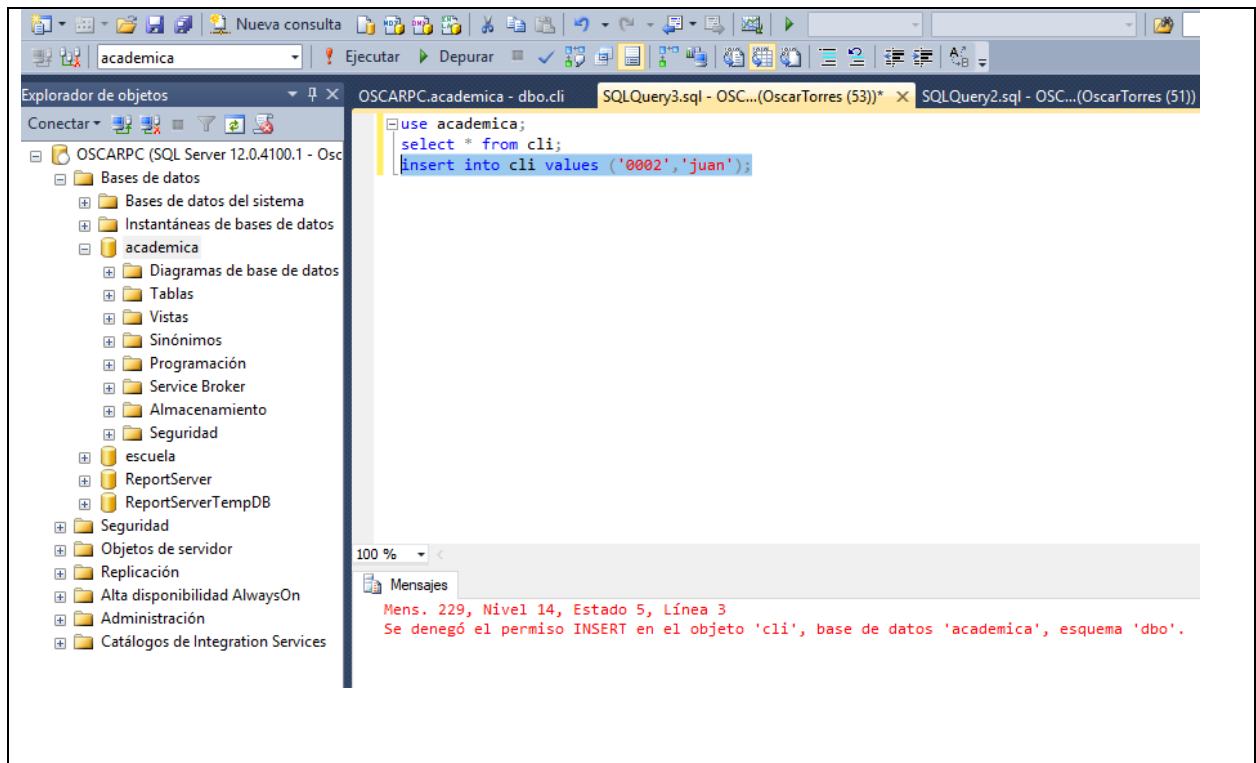 Nueva consulta
academica
Ejecutar
Depurar
Explorador de objetos
OSCARPC.academica - dbo.cli
SQLQuery3.sql - OSC...(OscarTorres (53))*
SQLQuery2.sql - OSC...(OscarTorres (51))
Conectar
use academica;
select * from cli;
insert into cli values ('0002','juan');
OSCARPC (SQL Server 12.0.4100.1 - Osc
Bases de datos
Bases de datos del sistema
Instantáneas de bases de datos
academica
Diagramas de base de datos
Tablas
Vistas
Sinónimos
Programación
Service Broker
Almacenamiento
Seguridad
escuela
ReportServer
ReportServerTempDB
Seguridad
Objetos de servidor
Replicación
Alta disponibilidad AlwaysOn
Administración
Catálogos de Integration Services
100 %
Mensajes
Mens. 229, Nivel 14, Estado 5, Línea 3
Se denegó el permiso INSERT en el objeto 'cli', base de datos 'academica', esquema 'dbo'.